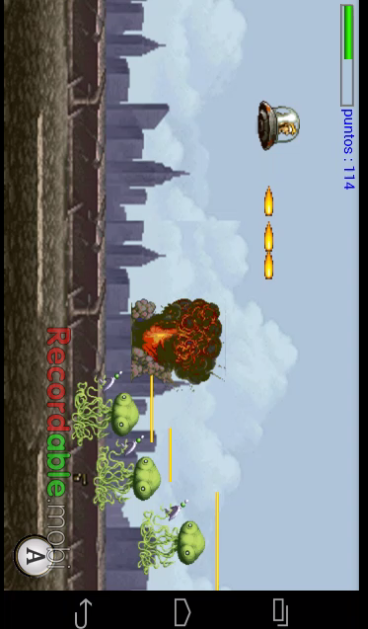 puntos : 114
Recordable.mobi
A